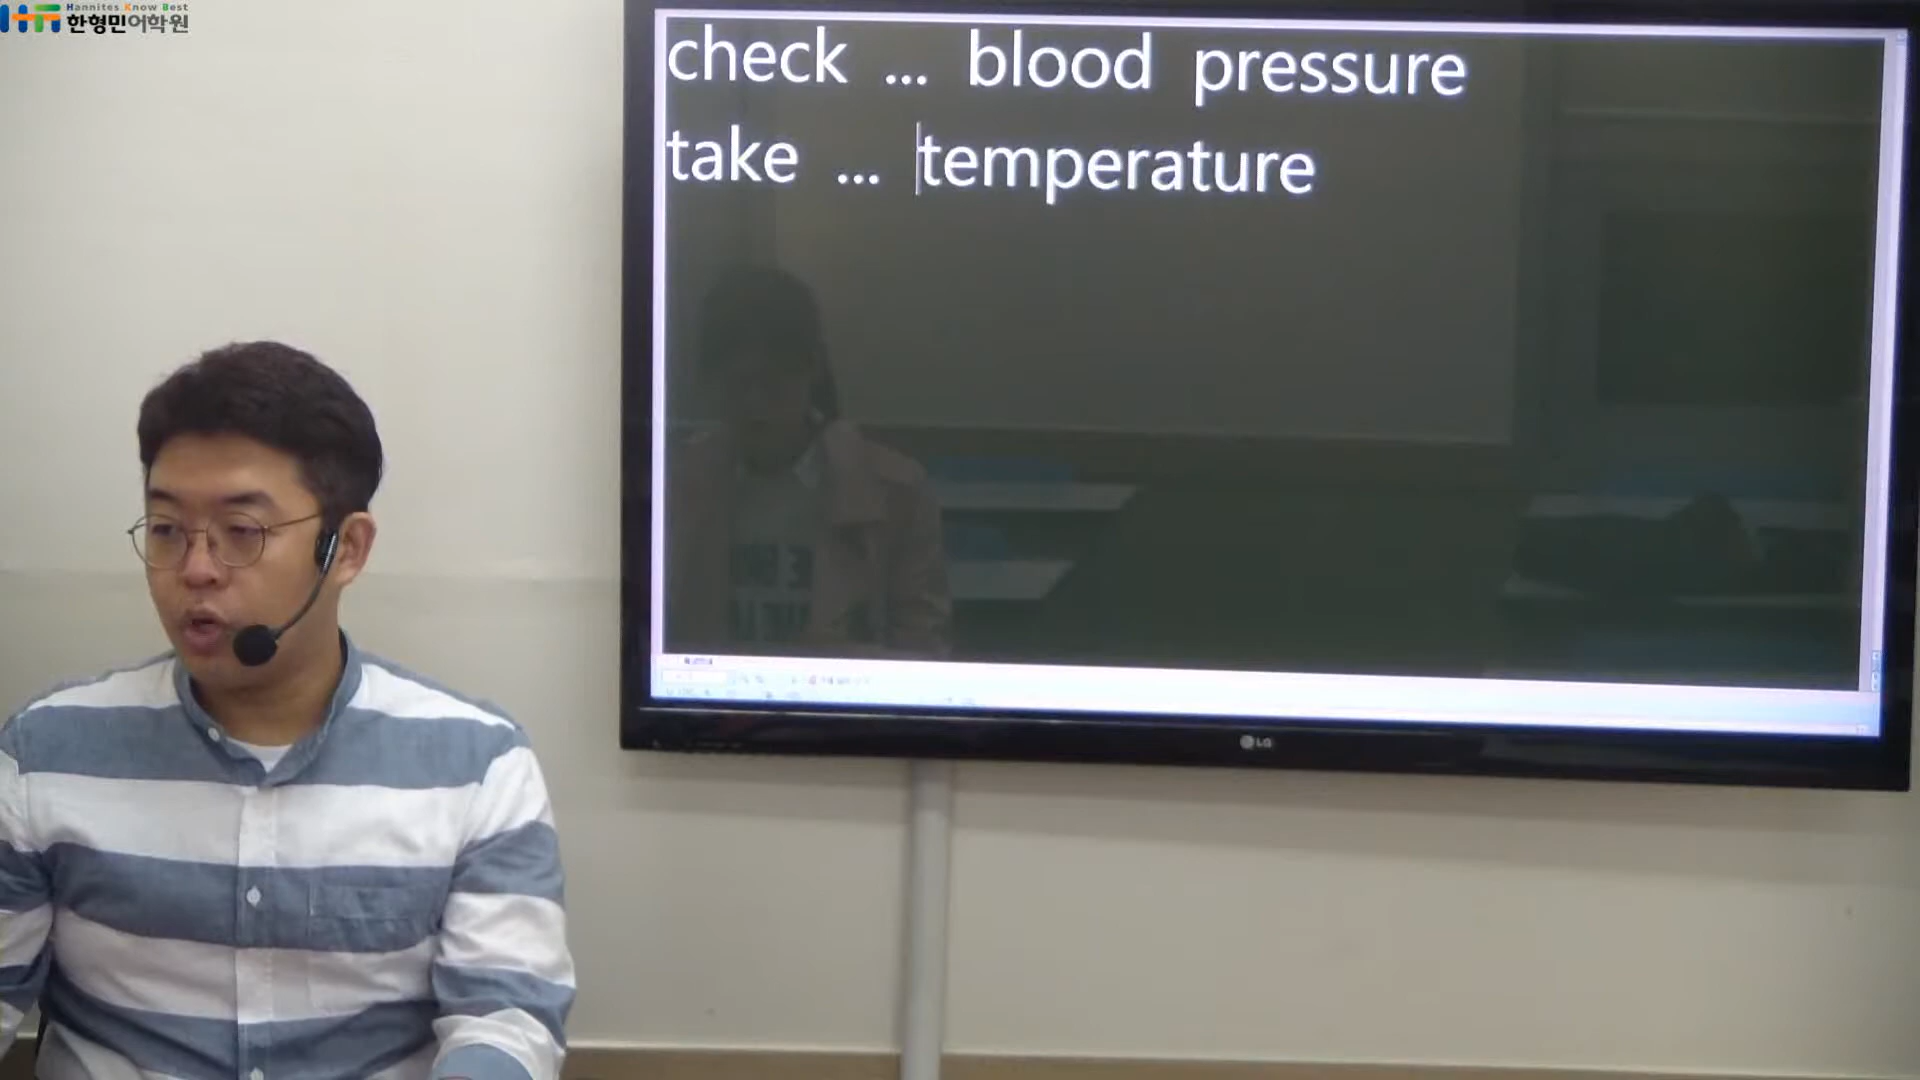 Hannites Know Best
한형민어학원
check ... blood pressure
take ... temperature
LG